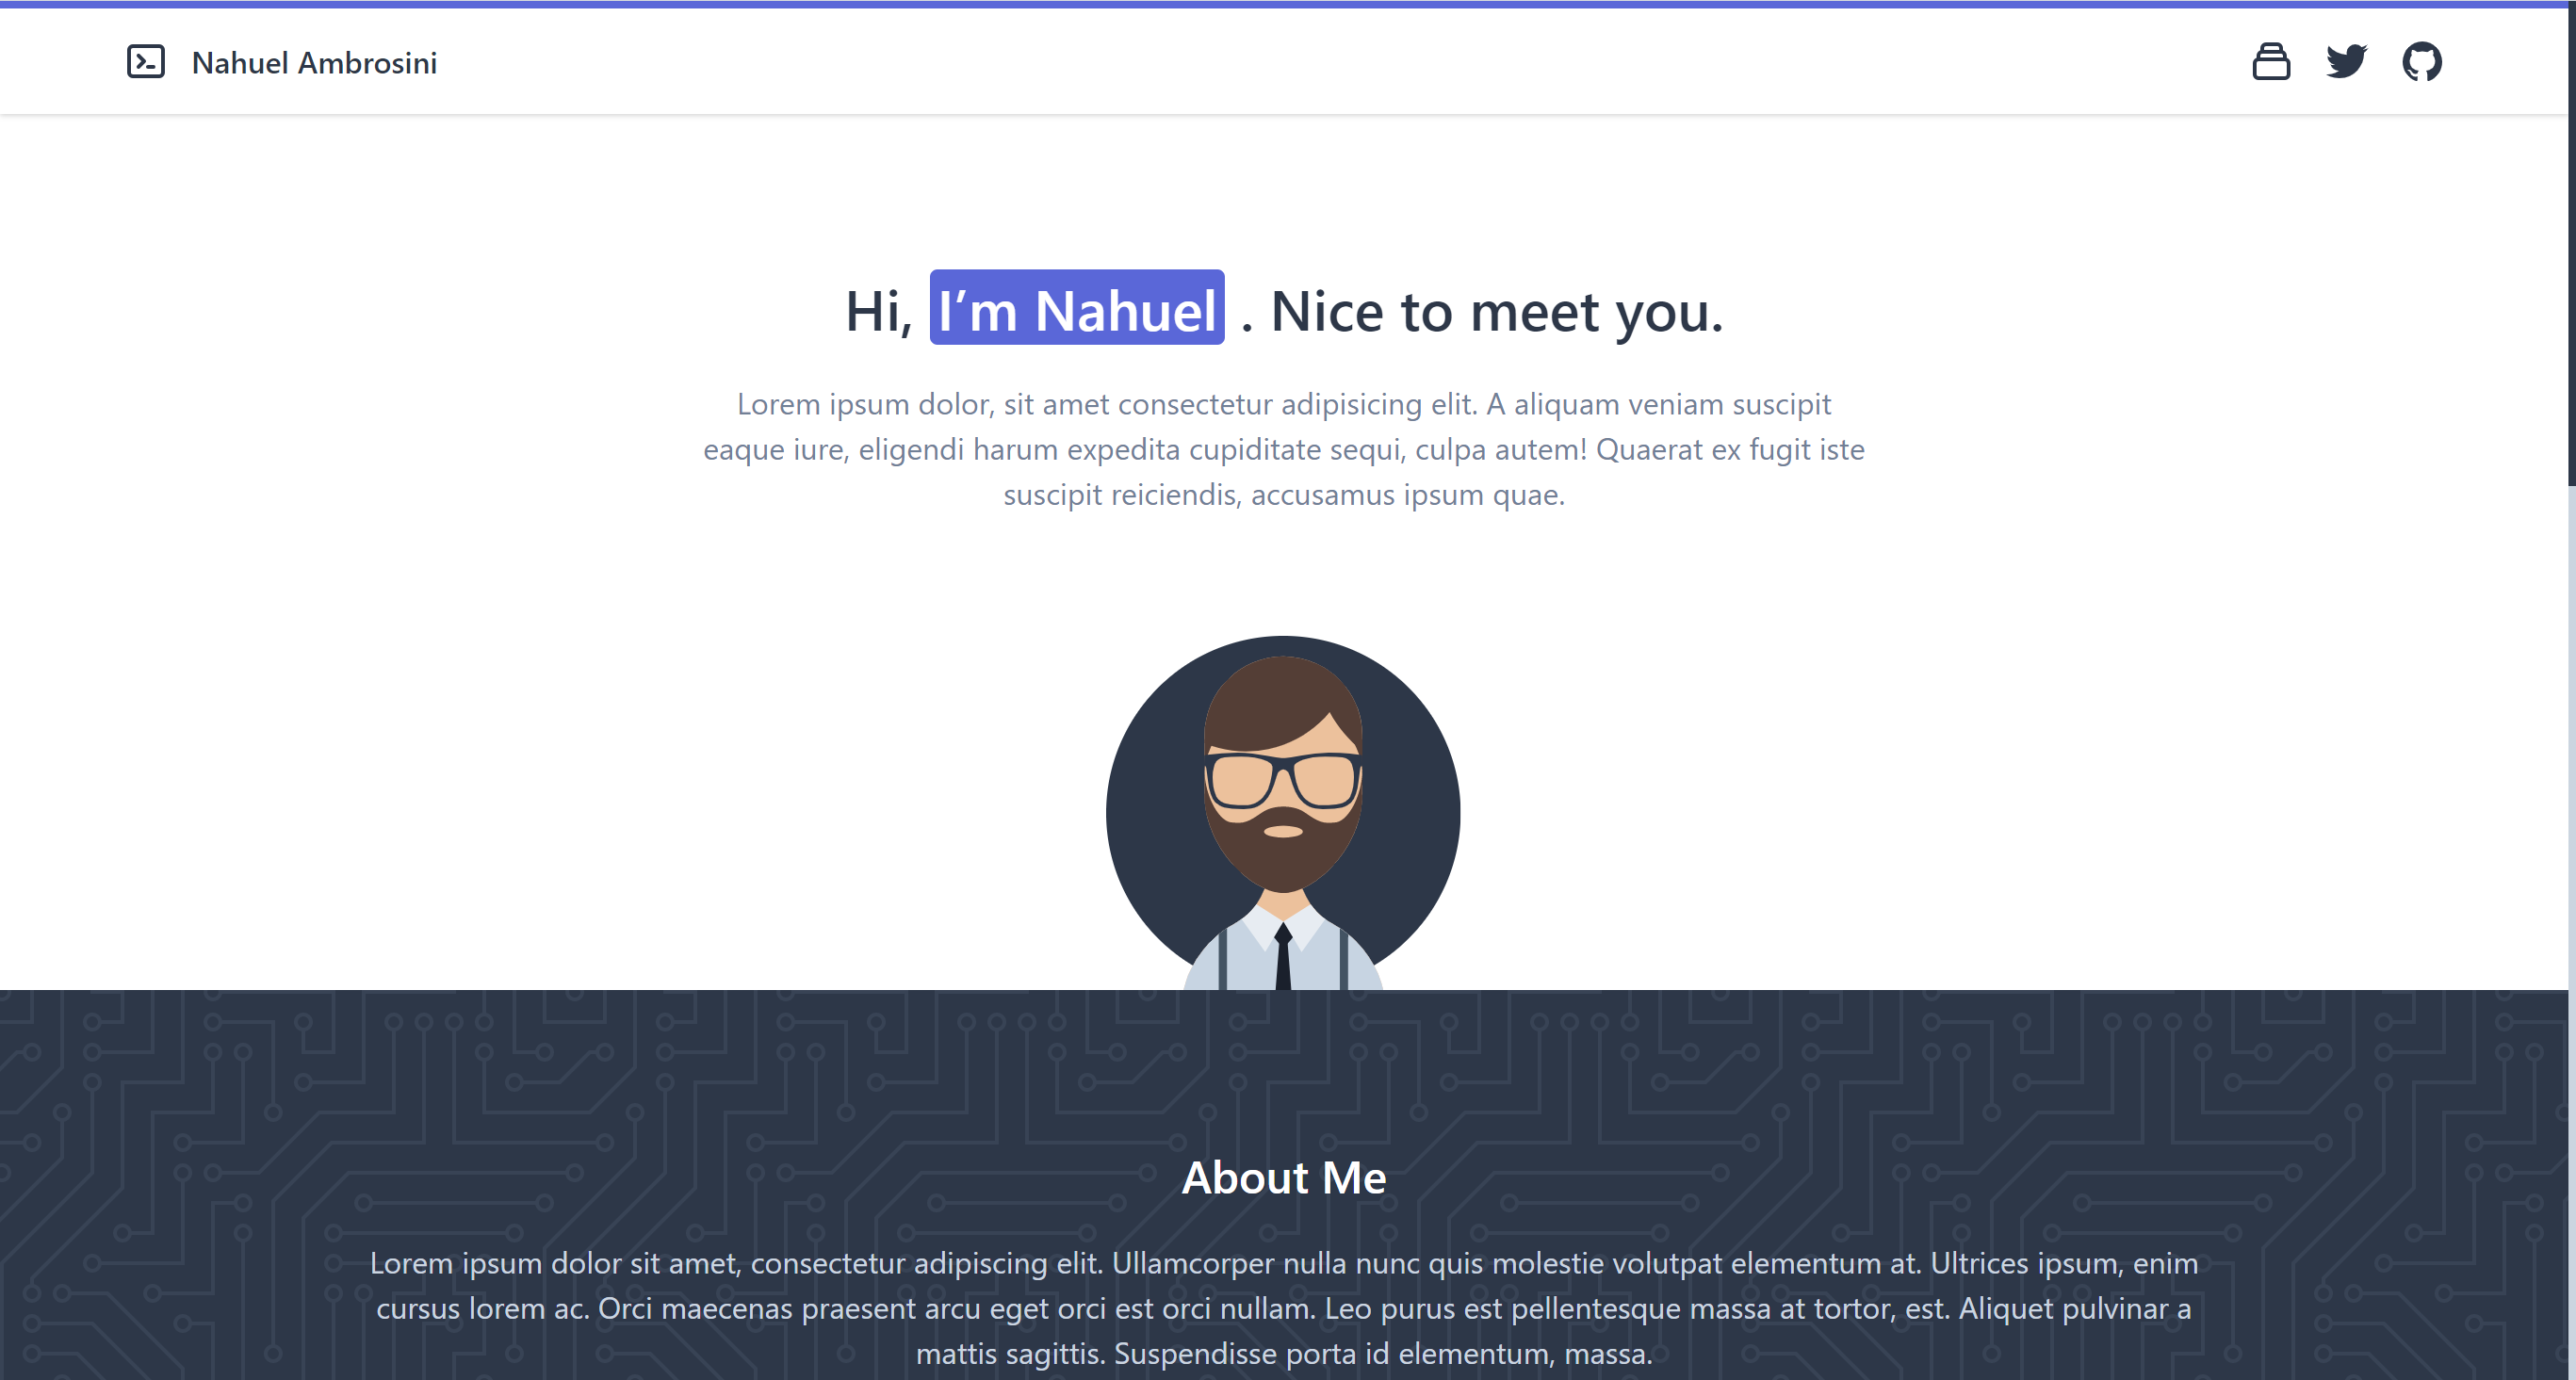 Nahuel Ambrosini
Hi, I’m Nahuel . Nice to meet you.
Lorem ipsum dolor, sit amet consectetur adipisicing elit. A aliquam veniam suscipit
eaque iure, eligendi harum expedita cupiditate sequi, culpa autem! Quaerat ex fugit iste
suscipit reiciendis, accusamus ipsum quae.
About Me
Lorem ipsum dolor sit amet, consectetur adipiscing elit. Ullamcorper nulla nunc quis molestie volutpat elementum at. Ultrices ipsum, enim
cursus lorem ac. Orci maecenas praesent arcu eget orci est orci nullam. Leo purus est pellentesque massa at tortor, est. Aliquet pulvinar a
mattis sagittis. Suspendisse porta id elementum, massa.